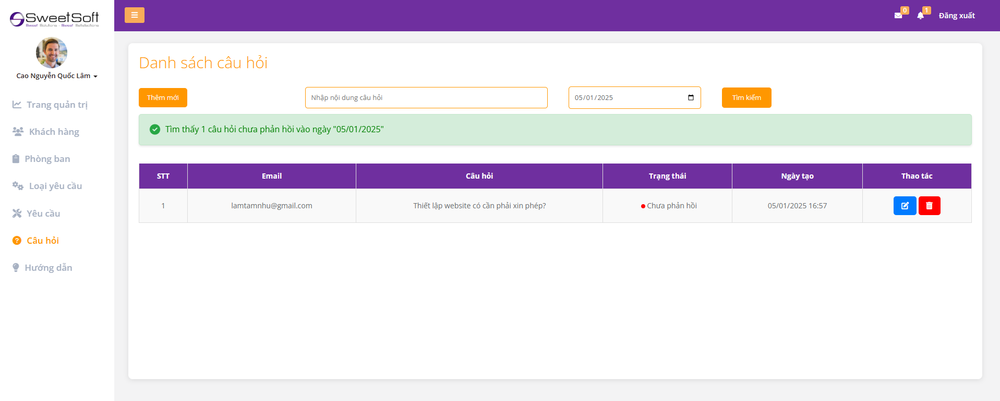 SweetSoft
Sweet Solutions - Sweet Satisfactions
Cao Nguyễn Quốc Lâm
Trang quản trị
Khách hàng
Phòng ban
Loại yêu cầu
Yêu cầu
Câu hỏi
Hướng dẫn
0
1
Đăng xuất
Danh sách câu hỏi
Thêm mới
Nhập nội dung câu hỏi
05/01/2025
Tìm kiếm
Tìm thấy 1 câu hỏi chưa phản hồi vào ngày "05/01/2025"
STT Email Câu hỏi Trạng thái Ngày tạo Thao tác
1 lamtamnhu@gmail.com Thiết lập website có cần phải xin phép? Chưa phản hồi 05/01/2025 16:57